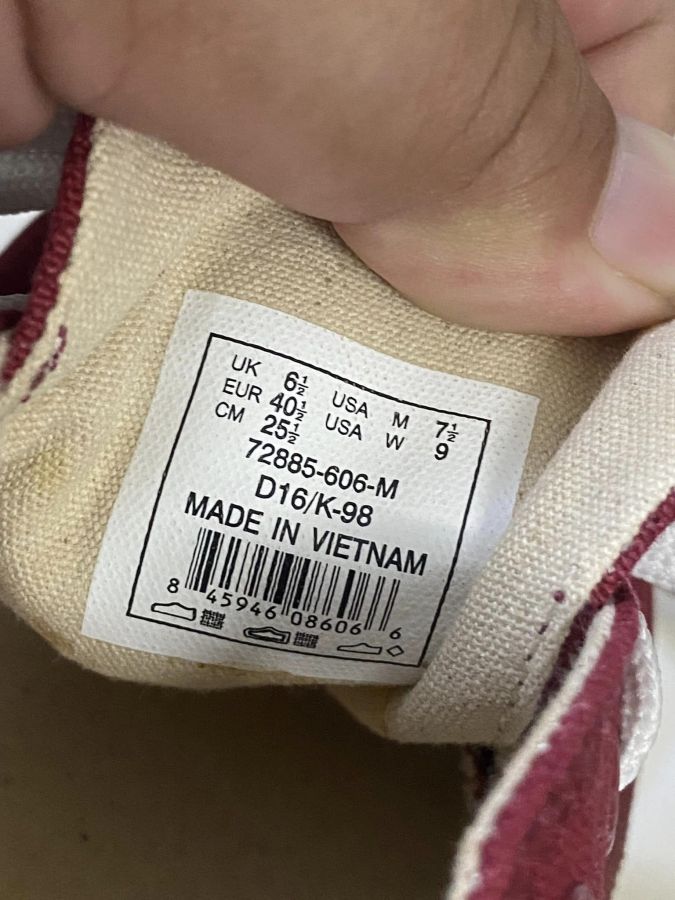 UK 6½ USA M 7½
EUR 40½ USA W 9
CM 25½
72885-606-M
D16/K-98
MADE IN VIETNAM
8 45946 08606 6